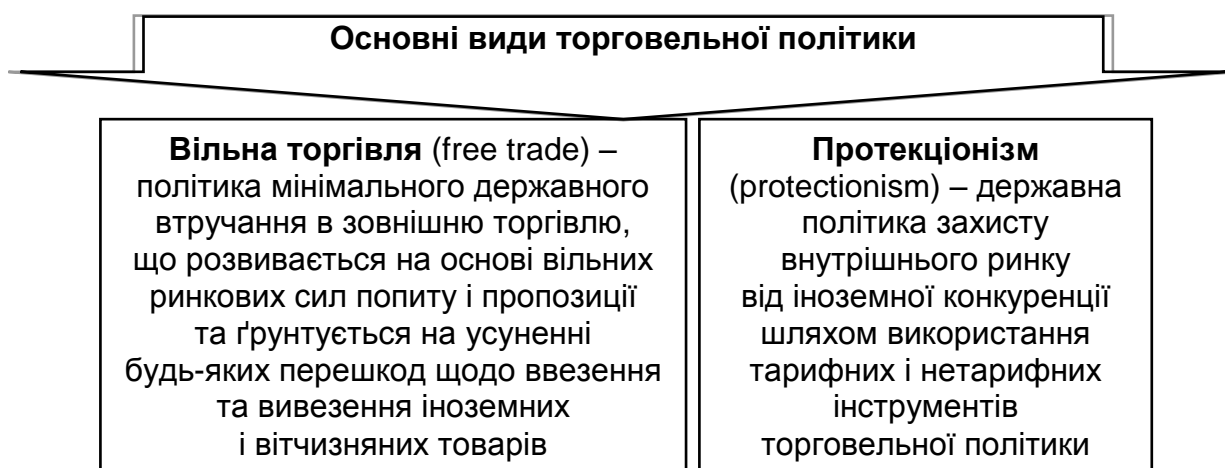 Основні види торговельної політики
Вільна торгівля (free trade) –
політика мінімального державного
втручання в зовнішню торгівлю,
що розвивається на основі вільних
ринкових сил попиту і пропозиції
та ґрунтується на усуненні
будь-яких перешкод щодо ввезення
та вивезення іноземних
і вітчизняних товарів
Протекціонізм
(protectionism) – державна
політика захисту
внутрішнього ринку
від іноземної конкуренції
шляхом використання
тарифних і нетарифних
інструментів
торговельної політики